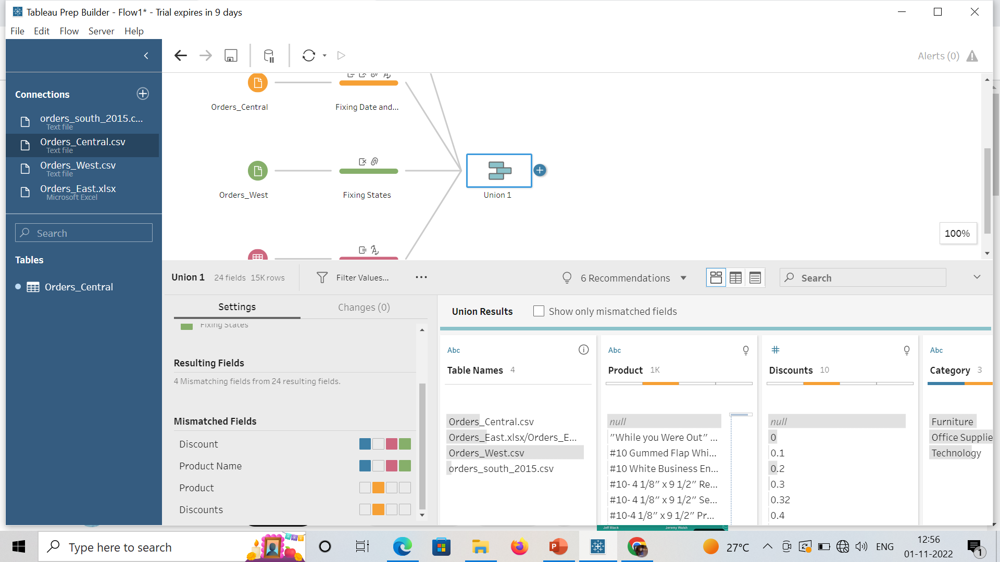 Tableau Prep Builder - Flow1* - Trial expires in 9 days
File Edit Flow Server Help
Alerts (0)
Connections
orders_south_2015.c...
Text file
Orders_Central.csv
Text file
Orders_West.csv
Text file
Orders_East.xlsx
Microsoft Excel
Search
Tables
Orders_Central
Orders_Central
Fixing Date and...
Orders_West
Fixing States
Union 1
100%
Union 1 24 fields 15K rows
Filter Values...
6 Recommendations
Search
Settings
Changes (0)
Fixing States
Resulting Fields
4 Mismatching fields from 24 resulting fields.
Mismatched Fields
Discount
Product Name
Product
Discounts
Union Results
Show only mismatched fields
Abc
Table Names 4
Orders_Central.csv
Orders_East.xlsx/Orders_E...
Orders_West.csv
orders_south_2015.csv
Abc
Product 1K
null
"While you Were Out" ...
#10 Gummed Flap Whi...
#10 White Business En...
#10- 4 1/8" x 9 1/2" Re...
#10- 4 1/8" x 9 1/2" Se...
#10-4 1/8" x 9 1/2" Pr...
#
Discounts 10
null
0
0.1
0.2
0.3
0.32
0.4
Abc
Category 3
Furniture
Office Supplie
Technology
Jeff Black
Jeremy Walsh
Type here to search
27°C
ENG
12:56
01-11-2022
1